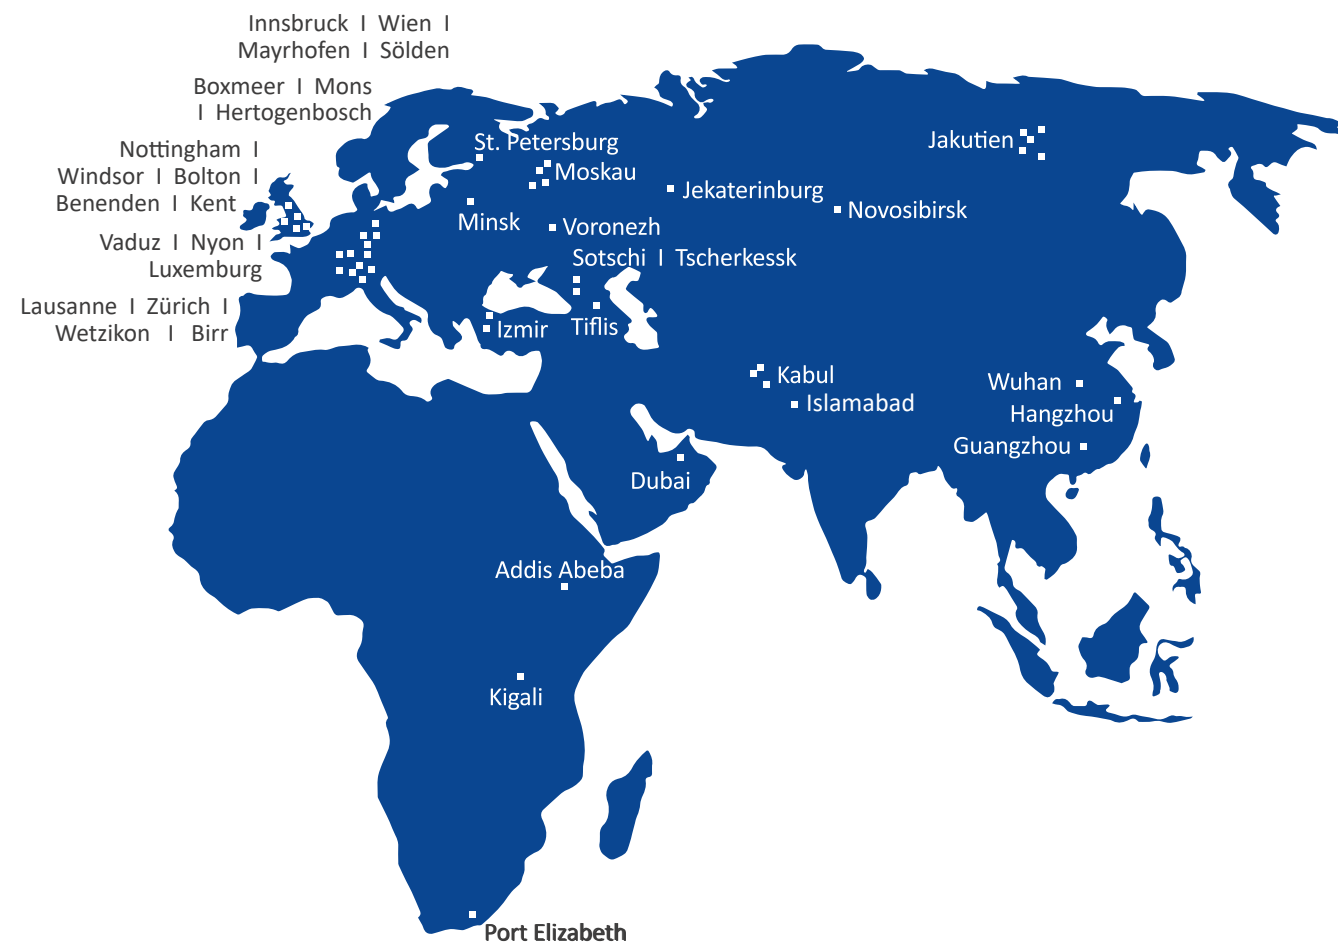 Innsbruck I Wien I
Mayrhofen I Sölden
Boxmeer I Mons
I Hertogenbosch
Nottingham I
Windsor I Bolton I
Benenden I Kent
Vaduz I Nyon I
Luxemburg
Lausanne I Zürich I
Wetzikon I Birr
St. Petersburg
Moskau
Jakutien
Jekaterinburg
Novosibirsk
Minsk
Voronezh
Sotschi I Tscherkessk
Izmir
Tiflis
Kabul
Islamabad
Wuhan
Hangzhou
Guangzhou
Dubai
Addis Abeba
Kigali
Port Elizabeth